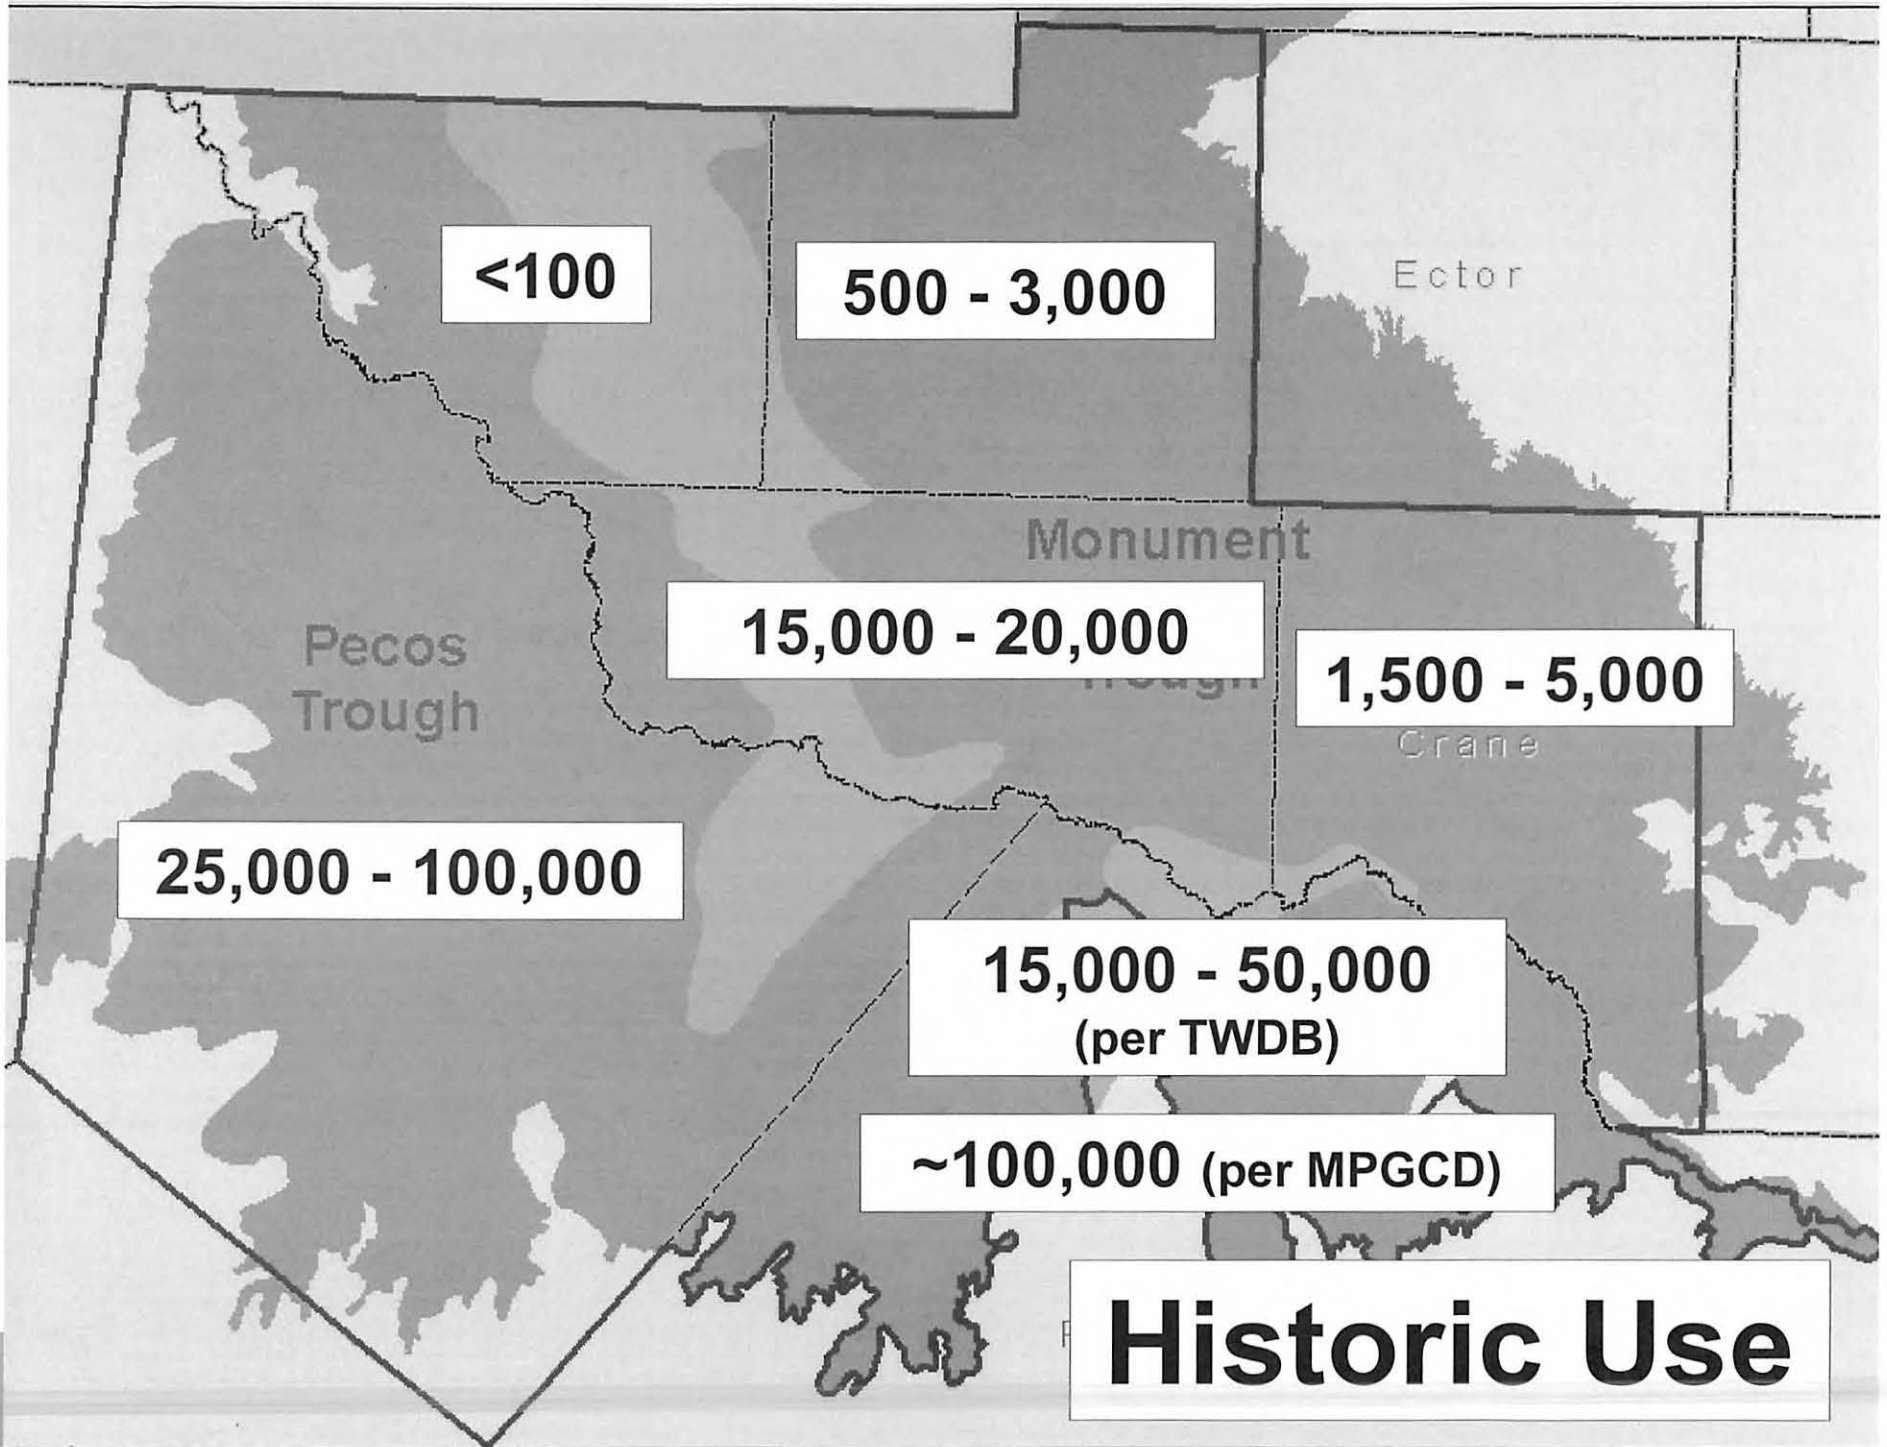 <100
500 - 3,000
Ector
Monument
15,000 - 20,000
Trough
Pecos
Trough
1,500 - 5,000
Crane
25,000 - 100,000
15,000 - 50,000
(per TWDB)
~100,000 (per MPGCD)
Historic Use